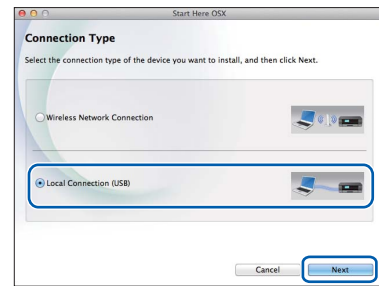 Start Here OSX
Connection Type
Select the connection type of the device you want to install, and then click Next.
Wireless Network Connection
Local Connection (USB)
Cancel Next